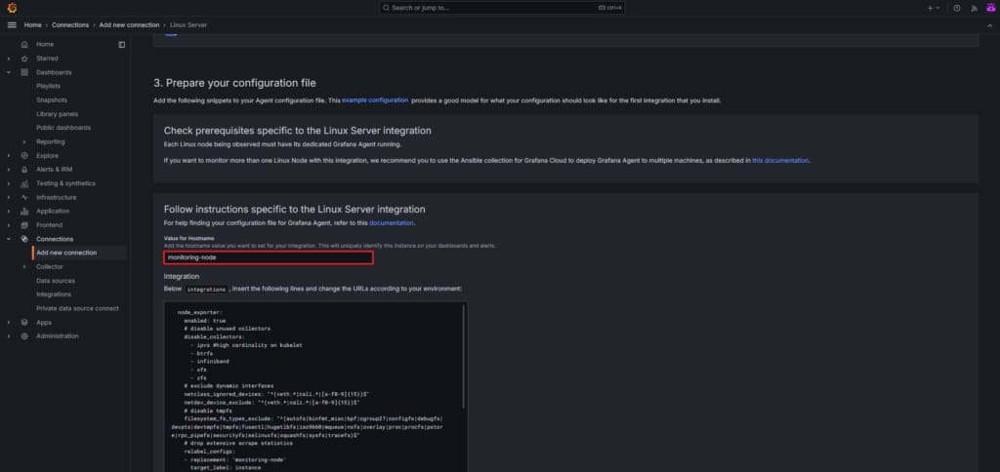 Search or jump to...
ctrl+k
Home › Connections › Add new connection › Linux Server
Home
Starred
Dashboards
Playlists
Snapshots
Library panels
Public dashboards
Reporting
Explore
Alerts & IRM
Testing & synthetics
Infrastructure
Application
Frontend
Connections
Add new connection
Collector
Data sources
Integrations
Private data source connect
Apps
Administration
3. Prepare your configuration file
Add the following snippets to your Agent configuration file. This example configuration provides a good model for what your configuration should look like for the first integration that you install.
Check prerequisites specific to the Linux Server integration
Each Linux node being observed must have its dedicated Grafana Agent running.
If you want to monitor more than one Linux Node with this integration, we recommend you to use the Ansible collection for Grafana Cloud to deploy Grafana Agent to multiple machines, as described in this documentation.
Follow instructions specific to the Linux Server integration
For help finding your configuration file for Grafana Agent, refer to this documentation.
Value for Hostname
Add the hostname value you want to set for your integration. This will uniquely identify this instance on your dashboards and alerts.
monitoring-node
Integration
Below integrations, insert the following lines and change the URLs according to your environment:
node_exporter:
enabled: true
# disable unused collectors
disable_collectors:
- ipvs #high cardinality on kubelet
- btrfs
- infiniband
- xfs
- zfs
# exclude dynamic interfaces
netclass_ignored_devices: "^(veth.*|cali.*|[a-f0-9]{15})$"
netdev_device_exclude: "^(veth.*|cali.*|[a-f0-9]{15})$"
# disable tmpfs
filesystem_fs_types_exclude: "^(autofs|binfmt_misc|bpf|cgroup2?|configfs|debugfs|
devpts|devtmpfs|tmpfs|fusectl|hugetlbfs|iso9660|mqueue|nsfs|overlay|proc|procfs|pstor
e|rpc_pipefs|securityfs|selinuxfs|squashfs|sysfs|tracefs)$"
# drop extensive scrape statistics
relabel_configs:
- replacement: 'monitoring-node'
target_label: instance